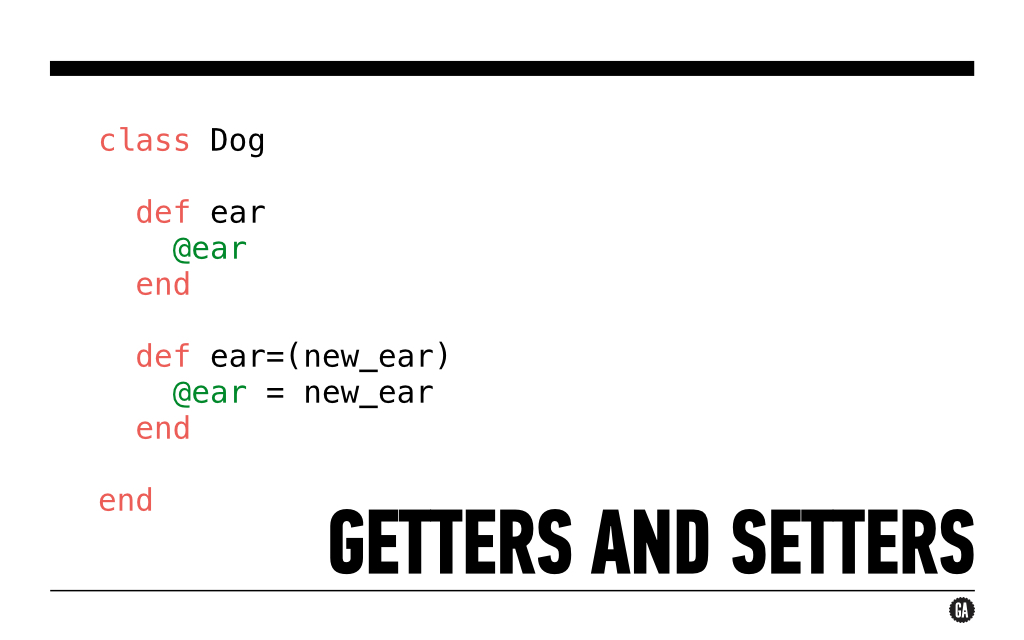 class Dog
def ear
@ear
end
def ear=(new_ear)
@ear = new_ear
end
end
GETTERS AND SETTERS
GA